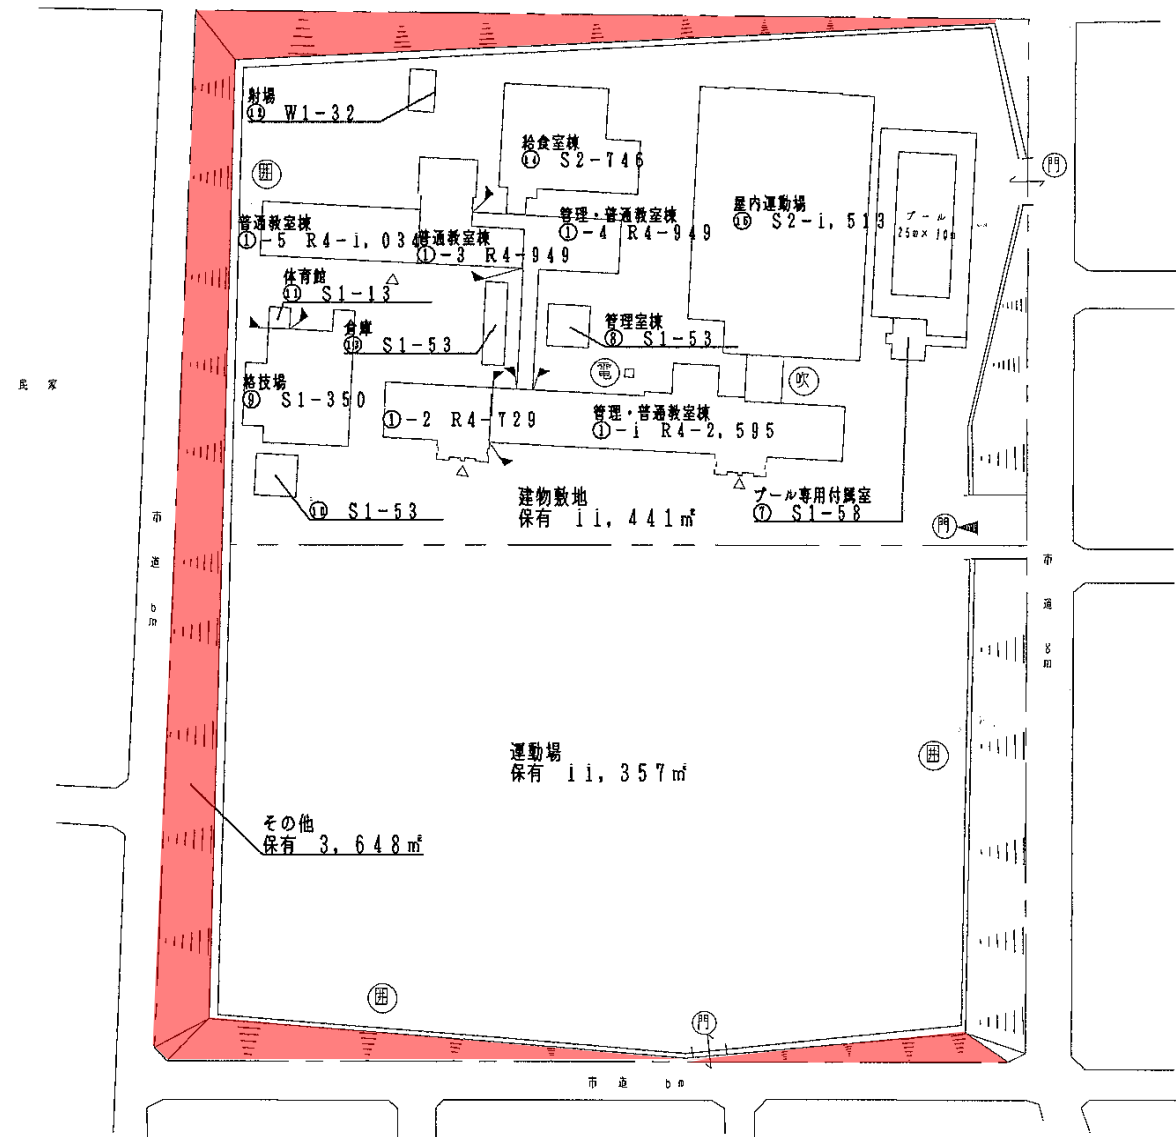 射場
⑫ W1-32
給食室棟
⑭ S2-746
囲
門
普通教室棟
①-5 R4-1,034
普通教室棟
①-3 R4-949
管理・普通教室棟
①-4 R4-949
屋内運動場
⑮ S2-1,513
プール
25m×10m
体育館
⑪ S1-13
倉庫
⑬ S1-53
管理室棟
⑧ S1-53
電
吹
民家
格技場
⑨ S1-350
①-2 R4-729
管理・普通教室棟
①-1 R4-2,595
⑩ S1-53
建物敷地
保有 11,441㎡
プール専用付属室
⑦ S1-58
門
市道 6m
市道 8m
運動場
保有 11,357㎡
囲
その他
保有 3,648㎡
囲
門
市道 6m